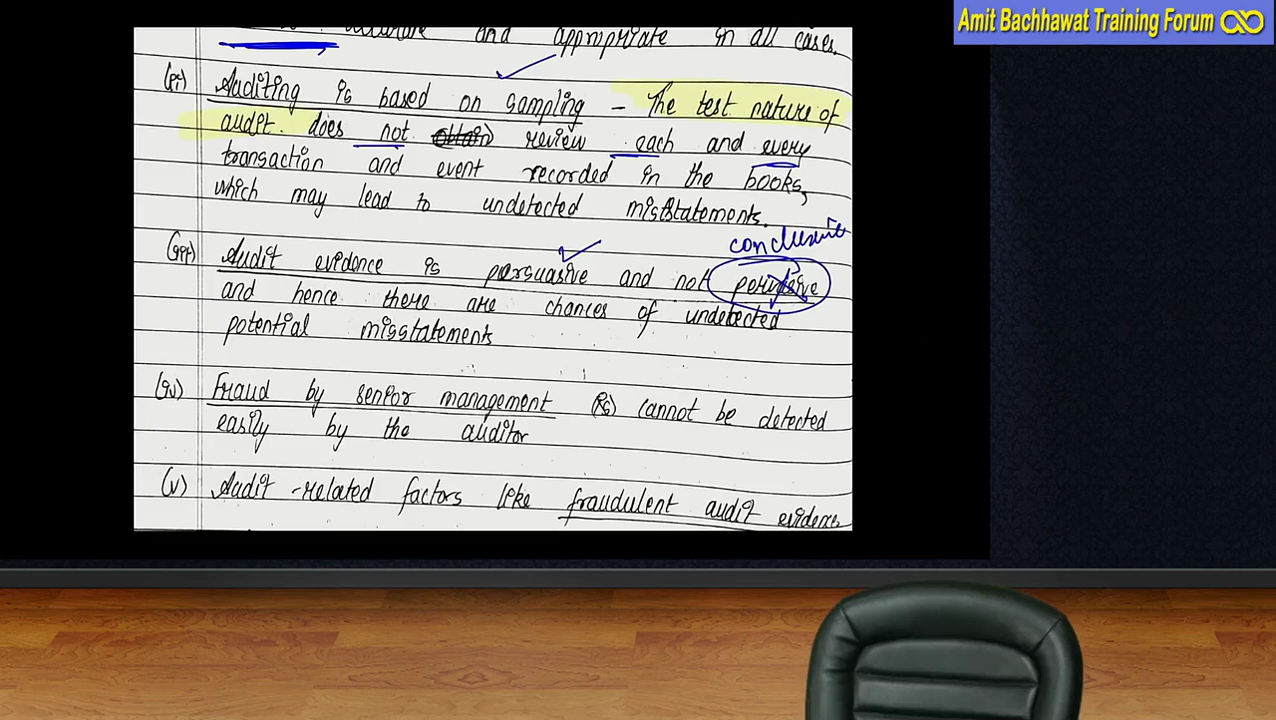 Amit Bachhawat Training Forum
and appropriate in all cases.
(ii) Auditing is based on sampling - The test nature of
audit does not obtain review each and every
transaction and event recorded in the books,
which may lead to undetected misstatements.
conclusive
(iii) Audit evidence is persuasive and not
and hence there are chances of undetected
potential misstatements
(iv) Fraud by senior management (is) cannot be detected
easily by the auditor
(v) Audit-related factors like fraudulent audit evidence